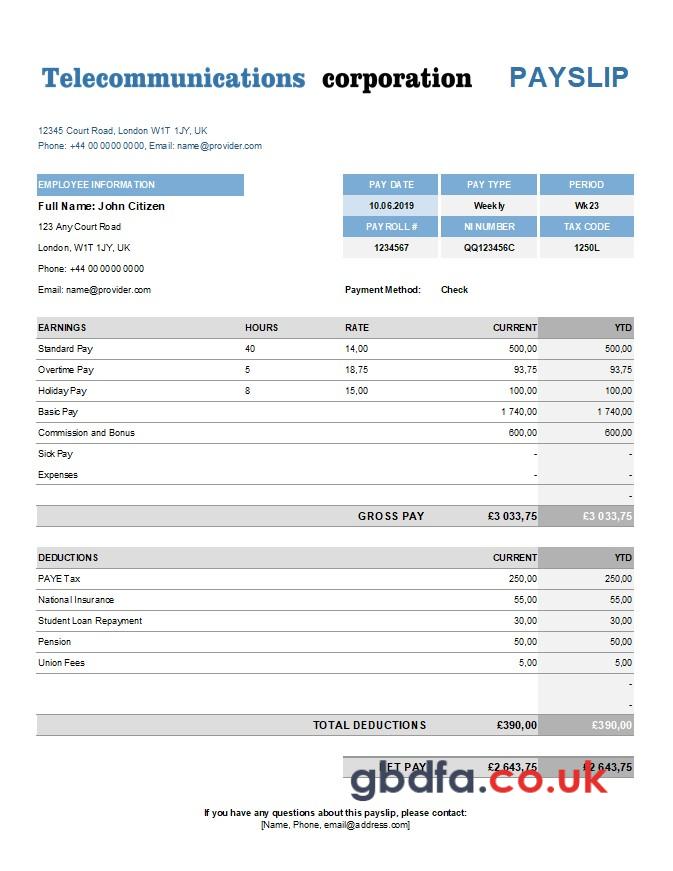 Telecommunications corporation PAYSLIP
12345 Court Road, London W1T 1JY, UK
Phone: +44 00 0000 0000, Email: name@provider.com
EMPLOYEE INFORMATION PAY DATE PAY TYPE PERIOD
Full Name: John Citizen 10.06.2019 Weekly Wk23
123 Any Court Road PAYROLL # NI NUMBER TAX CODE
London, W1T 1JY, UK 1234567 QQ123456C 1250L
Phone: +44 00 0000 0000
Email: name@provider.com Payment Method: Check
EARNINGS HOURS RATE CURRENT YTD
Standard Pay 40 14,00 500,00 500,00
Overtime Pay 5 18,75 93,75 93,75
Holiday Pay 8 15,00 100,00 100,00
Basic Pay 1 740,00 1 740,00
Commission and Bonus 600,00 600,00
Sick Pay - -
Expenses - -
-
GROSS PAY £3 033,75 £3 033,75
DEDUCTIONS CURRENT YTD
PAYE Tax 250,00 250,00
National Insurance 55,00 55,00
Student Loan Repayment 30,00 30,00
Pension 50,00 50,00
Union Fees 5,00 5,00
-
-
TOTAL DEDUCTIONS £390,00 £390,00
NET PAY £2 643,75 £2 643,75
gbdfa.co.uk
If you have any questions about this payslip, please contact:
[Name, Phone, email@address.com]